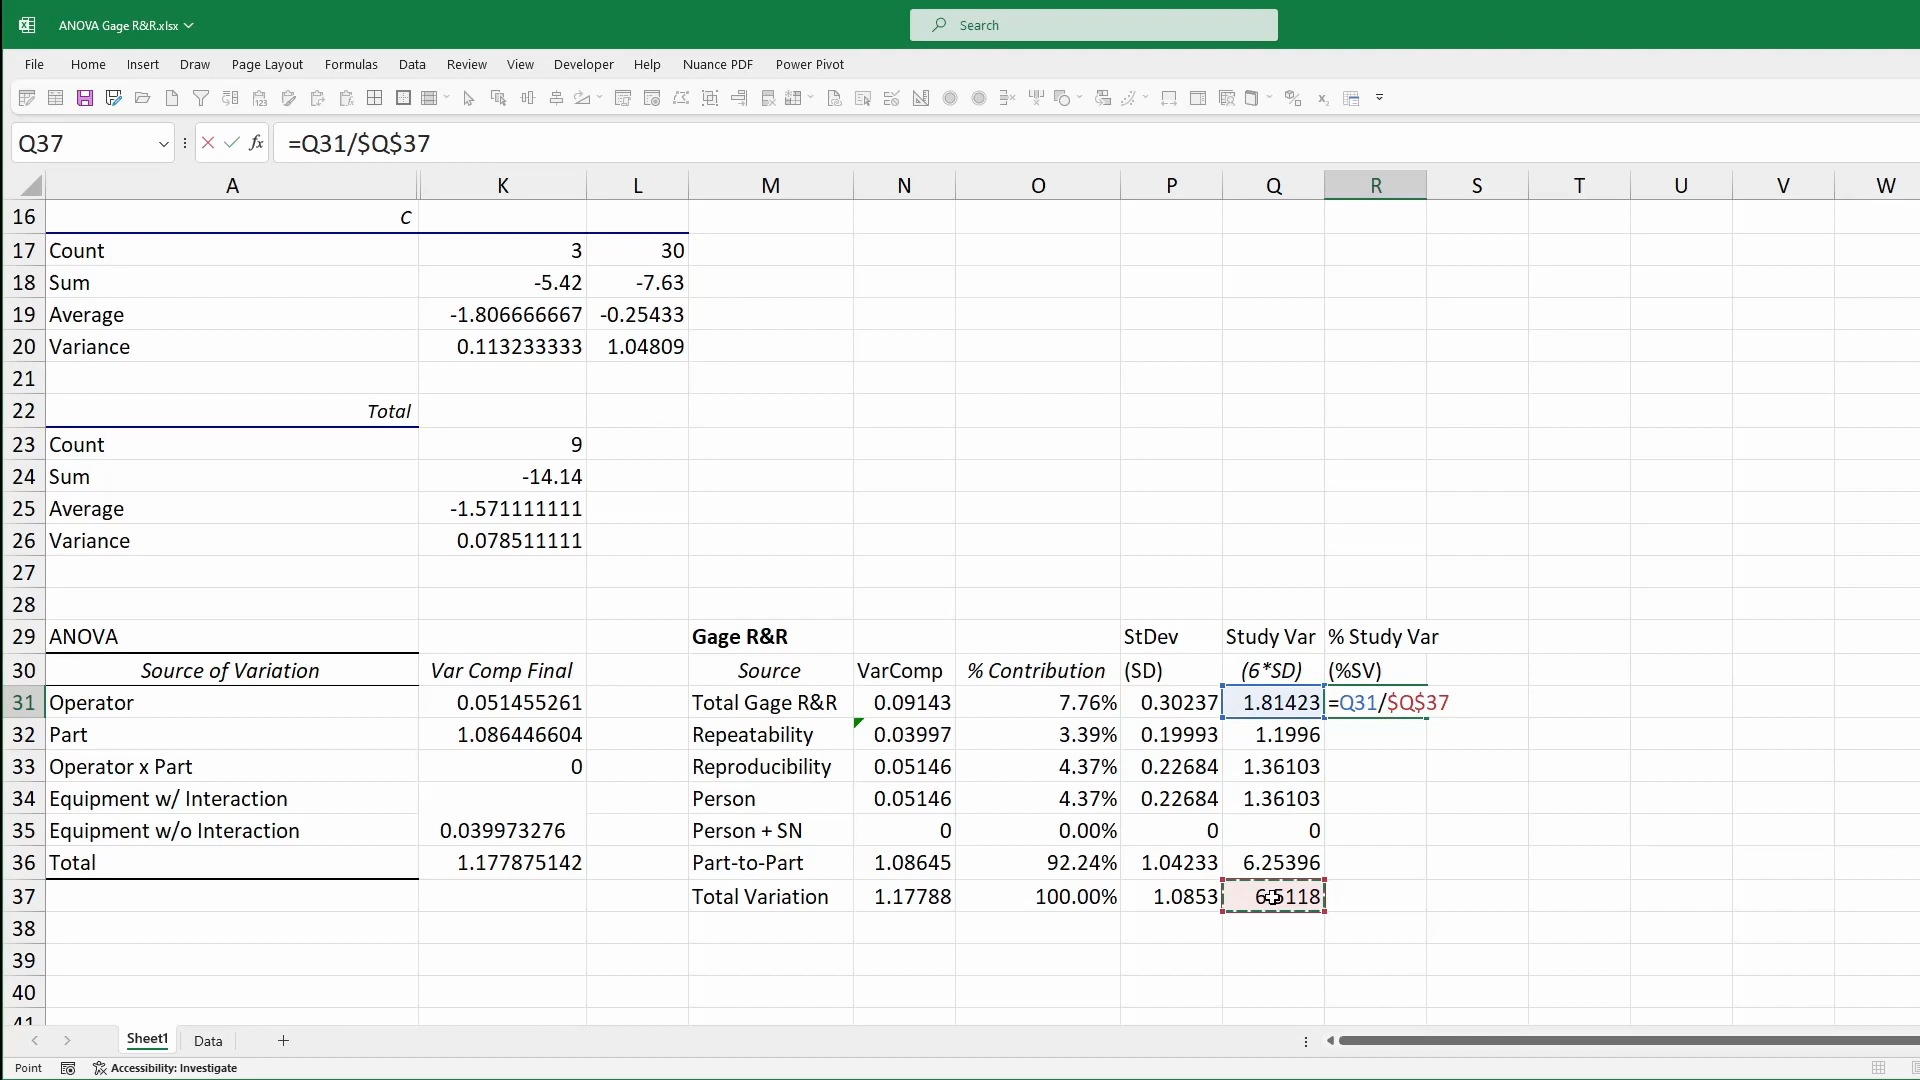 ANOVA Gage R&R.xlsx
Search
File Home Insert Draw Page Layout Formulas Data Review View Developer Help Nuance PDF Power Pivot
Q37 fx =Q31/$Q$37
A K L M N O P Q R S T U V W
16 C
17 Count 3 30
18 Sum -5.42 -7.63
19 Average -1.806666667 -0.25433
20 Variance 0.113233333 1.04809
21
22 Total
23 Count 9
24 Sum -14.14
25 Average -1.571111111
26 Variance 0.078511111
27
28
29 ANOVA Gage R&R StDev Study Var % Study Var
30 Source of Variation Var Comp Final Source VarComp % Contribution (SD) (6*SD) (%SV)
31 Operator 0.051455261 Total Gage R&R 0.09143 7.76% 0.30237 1.81423 =Q31/$Q$37
32 Part 1.086446604 Repeatability 0.03997 3.39% 0.19993 1.1996
33 Operator x Part 0 Reproducibility 0.05146 4.37% 0.22684 1.36103
34 Equipment w/ Interaction Person 0.05146 4.37% 0.22684 1.36103
35 Equipment w/o Interaction 0.039973276 Person + SN 0 0.00% 0 0
36 Total 1.177875142 Part-to-Part 1.08645 92.24% 1.04233 6.25396
37 Total Variation 1.17788 100.00% 1.0853 6.5118
38
39
40
41
Sheet1 Data
Point Accessibility: Investigate